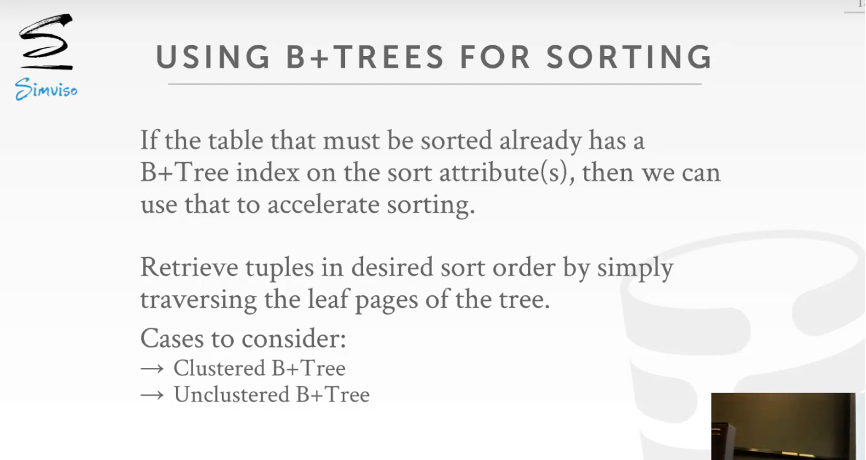 Simviso
USING B+TREES FOR SORTING
If the table that must be sorted already has a
B+Tree index on the sort attribute(s), then we can
use that to accelerate sorting.
Retrieve tuples in desired sort order by simply
traversing the leaf pages of the tree.
Cases to consider:
→ Clustered B+Tree
→ Unclustered B+Tree